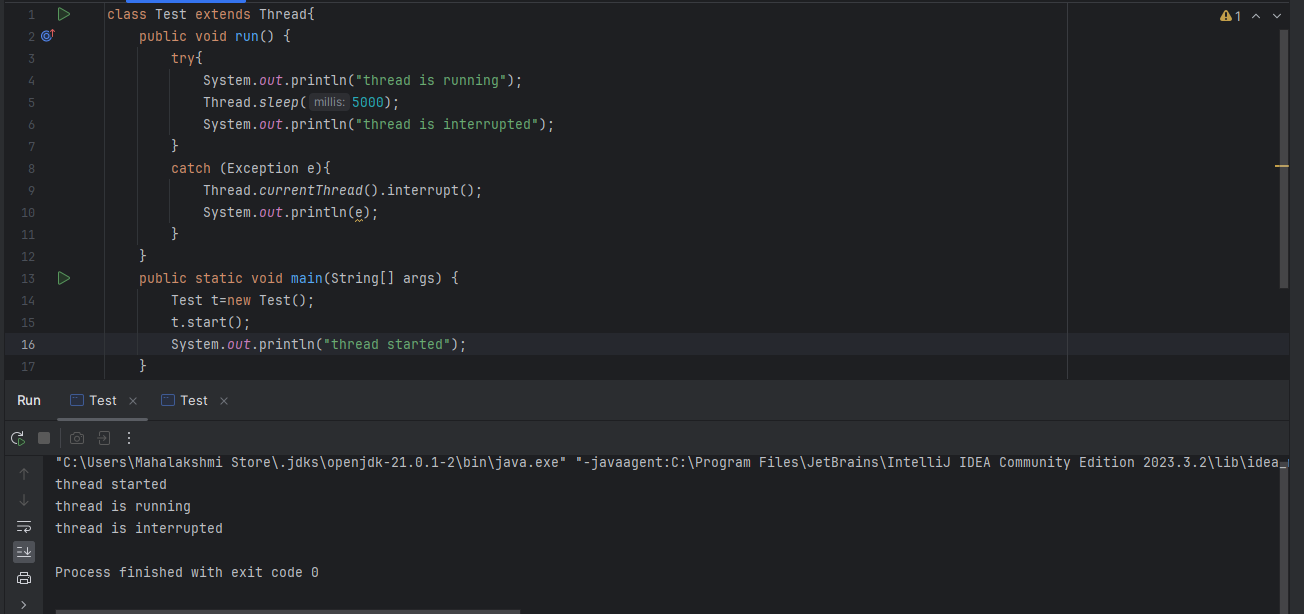 1 class Test extends Thread{
⚠ 1
2 public void run() {
3 try{
4 System.out.println("thread is running");
5 Thread.sleep( millis: 5000);
6 System.out.println("thread is interrupted");
7 }
8 catch (Exception e){
9 Thread.currentThread().interrupt();
10 System.out.println(e);
11 }
12 }
13 public static void main(String[] args) {
14 Test t=new Test();
15 t.start();
16 System.out.println("thread started");
17 }
Run Test × Test ×
"C:\Users\Mahalakshmi Store\.jdks\openjdk-21.0.1-2\bin\java.exe" "-javaagent:C:\Program Files\JetBrains\IntelliJ IDEA Community Edition 2023.3.2\lib\idea_
thread started
thread is running
thread is interrupted
Process finished with exit code 0